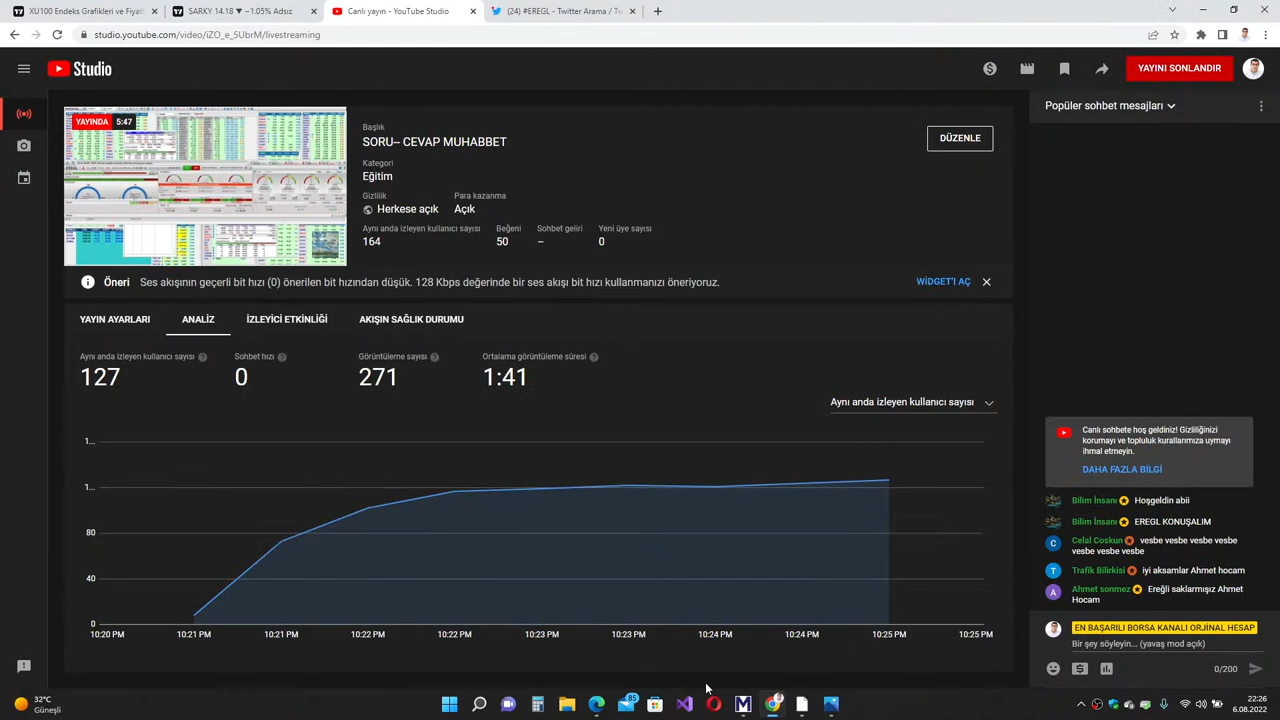 XU100 Endeks Grafikleri ve Fiyatl
SARKY 14.18 ▼ −1.05% Adsız
Canlı yayın - YouTube Studio
(24) #EREGL - Twitter Arama / Tw
studio.youtube.com/video/iZO_e_5UbrM/livestreaming
Studio
YAYINI SONLANDIR
YAYINDA 5:47
Başlık
SORU-- CEVAP MUHABBET
DÜZENLE
Kategori
Eğitim
Gizlilik
Para kazanma
Herkese açık
Açık
Aynı anda izleyen kullanıcı sayısı
Beğeni
Sohbet geliri
Yeni üye sayısı
164
50
–
0
Öneri
Ses akışının geçerli bit hızı (0) önerilen bit hızından düşük. 128 Kbps değerinde bir ses akışı bit hızı kullanmanızı öneriyoruz.
WİDGET'I AÇ
YAYIN AYARLARI
ANALİZ
İZLEYİCİ ETKİNLİĞİ
AKIŞIN SAĞLIK DURUMU
Aynı anda izleyen kullanıcı sayısı
Sohbet hızı
Görüntüleme sayısı
Ortalama görüntüleme süresi
127
0
271
1:41
Aynı anda izleyen kullanıcı sayısı
1...
1...
80
40
0
10:20 PM
10:21 PM
10:21 PM
10:22 PM
10:22 PM
10:23 PM
10:23 PM
10:24 PM
10:24 PM
10:25 PM
10:25 PM
Popüler sohbet mesajları
Canlı sohbete hoş geldiniz! Gizliliğinizi
korumayı ve topluluk kurallarımıza uymayı
ihmal etmeyin.
DAHA FAZLA BİLGİ
Bilim İnsanı Hoşgeldin abii
Bilim İnsanı EREGL KONUŞALIM
Celal Coskun vesbe vesbe vesbe vesbe
vesbe vesbe vesbe
Trafik Bilirkisi iyi aksamlar Ahmet hocam
Ahmet sonmez Ereğli saklarmışız Ahmet
Hocam
EN BAŞARILI BORSA KANALI ORJİNAL HESAP
Bir şey söyleyin... (yavaş mod açık)
0/200
32°C
Güneşli
85
22:26
6.08.2022